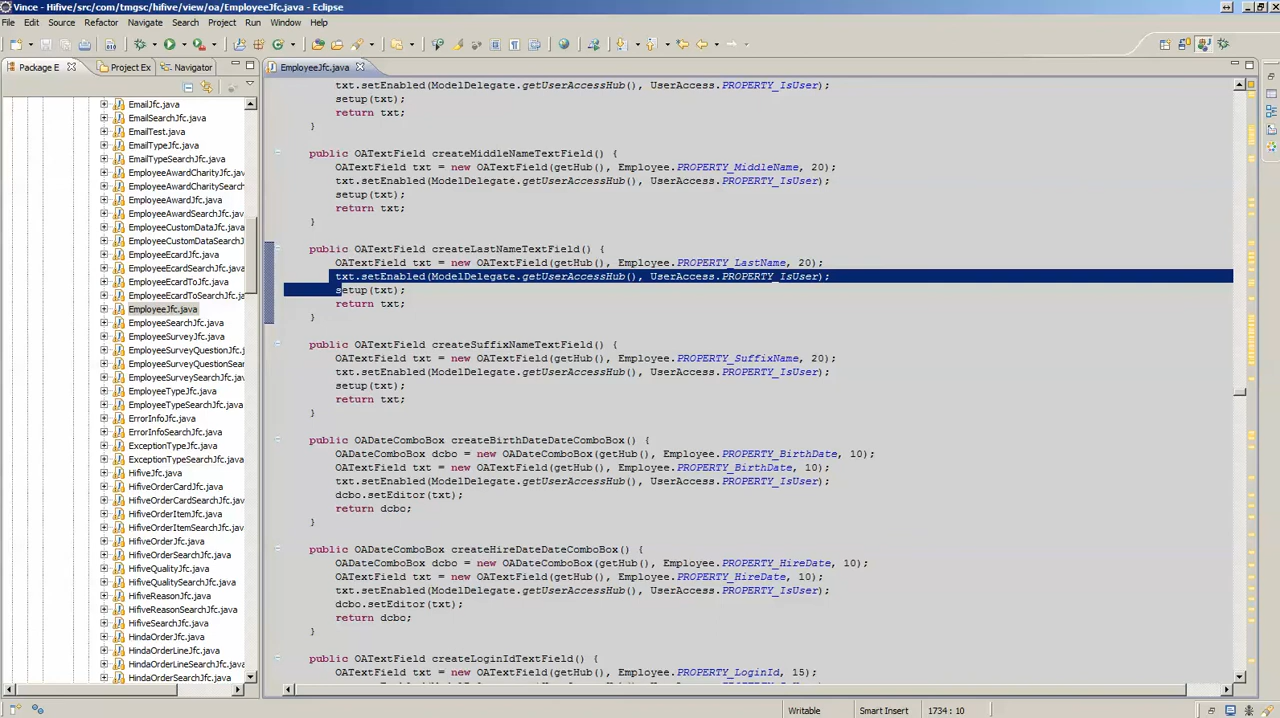 Vince - Hifive/src/com/tmgsc/hifive/view/oa/EmployeeJfc.java - Eclipse
File Edit Source Refactor Navigate Search Project Run Window Help
Package E Project Ex Navigator
EmailJfc.java
EmailSearchJfc.java
EmailTest.java
EmailTypeJfc.java
EmailTypeSearchJfc.java
EmployeeAwardCharityJfc.java
EmployeeAwardCharitySearch
EmployeeAwardJfc.java
EmployeeAwardSearchJfc.java
EmployeeCustomDataJfc.java
EmployeeCustomDataSearchJ
EmployeeEcardJfc.java
EmployeeEcardSearchJfc.java
EmployeeEcardToJfc.java
EmployeeEcardToSearchJfc.ja
EmployeeJfc.java
EmployeeSearchJfc.java
EmployeeSurveyJfc.java
EmployeeSurveyQuestionJfc.j
EmployeeSurveyQuestionSear
EmployeeSurveySearchJfc.java
EmployeeTypeJfc.java
EmployeeTypeSearchJfc.java
ErrorInfoJfc.java
ErrorInfoSearchJfc.java
ExceptionTypeJfc.java
ExceptionTypeSearchJfc.java
HifiveJfc.java
HifiveOrderCardJfc.java
HifiveOrderCardSearchJfc.java
HifiveOrderItemJfc.java
HifiveOrderItemSearchJfc.java
HifiveOrderJfc.java
HifiveOrderSearchJfc.java
HifiveQualityJfc.java
HifiveQualitySearchJfc.java
HifiveReasonJfc.java
HifiveReasonSearchJfc.java
HifiveSearchJfc.java
HindaOrderJfc.java
HindaOrderLineJfc.java
HindaOrderLineSearchJfc.java
HindaOrderSearchJfc.java
EmployeeJfc.java
txt.setEnabled(ModelDelegate.getUserAccessHub(), UserAccess.PROPERTY_IsUser);
setup(txt);
return txt;
}
public OATextField createMiddleNameTextField() {
OATextField txt = new OATextField(getHub(), Employee.PROPERTY_MiddleName, 20);
txt.setEnabled(ModelDelegate.getUserAccessHub(), UserAccess.PROPERTY_IsUser);
setup(txt);
return txt;
}
public OATextField createLastNameTextField() {
OATextField txt = new OATextField(getHub(), Employee.PROPERTY_LastName, 20);
txt.setEnabled(ModelDelegate.getUserAccessHub(), UserAccess.PROPERTY_IsUser);
setup(txt);
return txt;
}
public OATextField createSuffixNameTextField() {
OATextField txt = new OATextField(getHub(), Employee.PROPERTY_SuffixName, 20);
txt.setEnabled(ModelDelegate.getUserAccessHub(), UserAccess.PROPERTY_IsUser);
setup(txt);
return txt;
}
public OADateComboBox createBirthDateDateComboBox() {
OADateComboBox dcbo = new OADateComboBox(getHub(), Employee.PROPERTY_BirthDate, 10);
OATextField txt = new OATextField(getHub(), Employee.PROPERTY_BirthDate, 10);
txt.setEnabled(ModelDelegate.getUserAccessHub(), UserAccess.PROPERTY_IsUser);
dcbo.setEditor(txt);
return dcbo;
}
public OADateComboBox createHireDateDateComboBox() {
OADateComboBox dcbo = new OADateComboBox(getHub(), Employee.PROPERTY_HireDate, 10);
OATextField txt = new OATextField(getHub(), Employee.PROPERTY_HireDate, 10);
txt.setEnabled(ModelDelegate.getUserAccessHub(), UserAccess.PROPERTY_IsUser);
dcbo.setEditor(txt);
return dcbo;
}
public OATextField createLoginIdTextField() {
OATextField txt = new OATextField(getHub(), Employee.PROPERTY_LoginId, 15);
Writable Smart Insert 1734 : 10